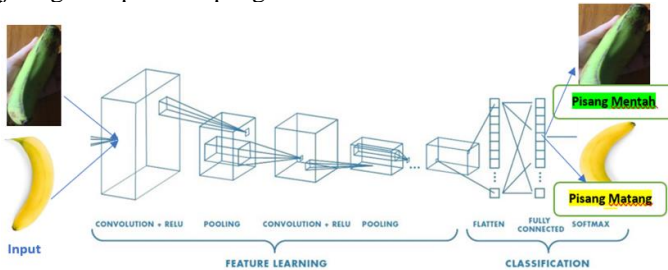 Pisang Mentah
Pisang Matang
Input
CONVOLUTION + RELU
POOLING
CONVOLUTION + RELU
POOLING
FLATTEN
FULLY
CONNECTED
SOFTMAX
FEATURE LEARNING
CLASSIFICATION